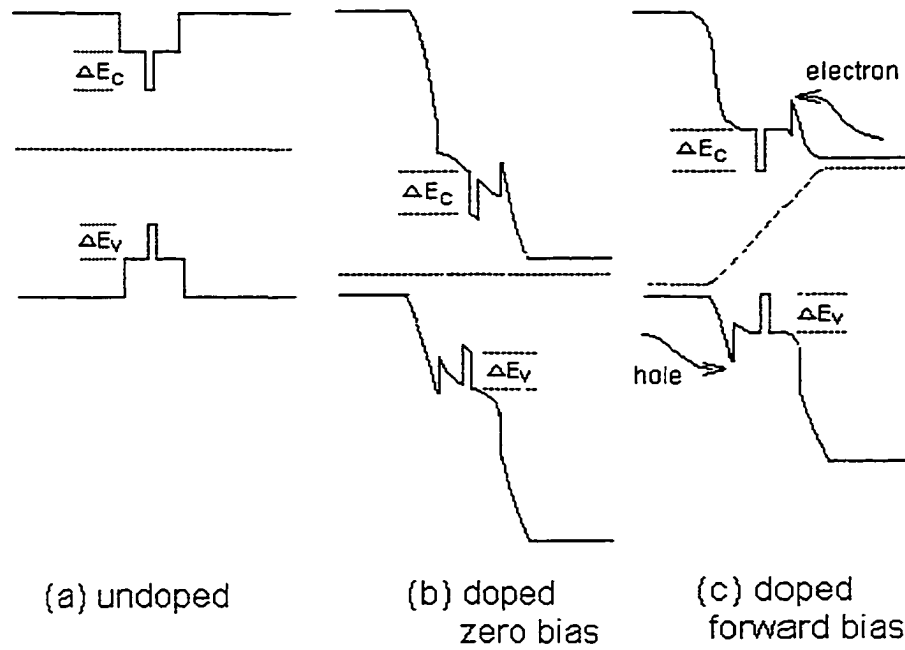 ΔEc
ΔEv
(a) undoped
ΔEc
ΔEv
(b) doped
zero bias
electron
ΔEc
ΔEv
hole
(c) doped
forward bias